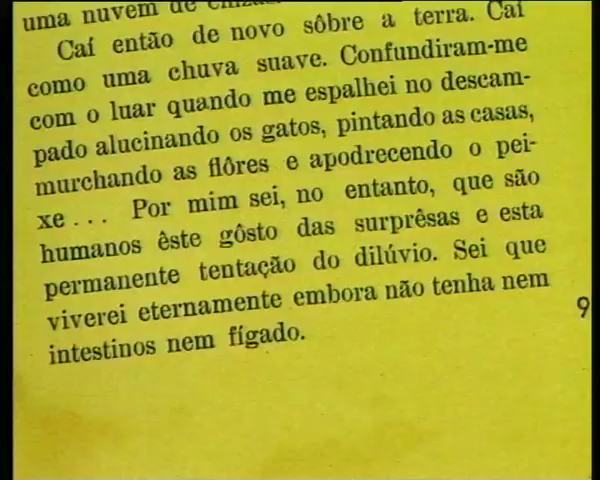 uma nuvem de
Caí então de novo sôbre a terra. Caí
como uma chuva suave. Confundiram-me
com o luar quando me espalhei no descam-
pado alucinando os gatos, pintando as casas,
murchando as flôres e apodrecendo o pei-
xe... Por mim sei, no entanto, que são
humanos êste gôsto das surprêsas e esta
permanente tentação do dilúvio. Sei que
viverei eternamente embora não tenha nem
intestinos nem fígado.
9